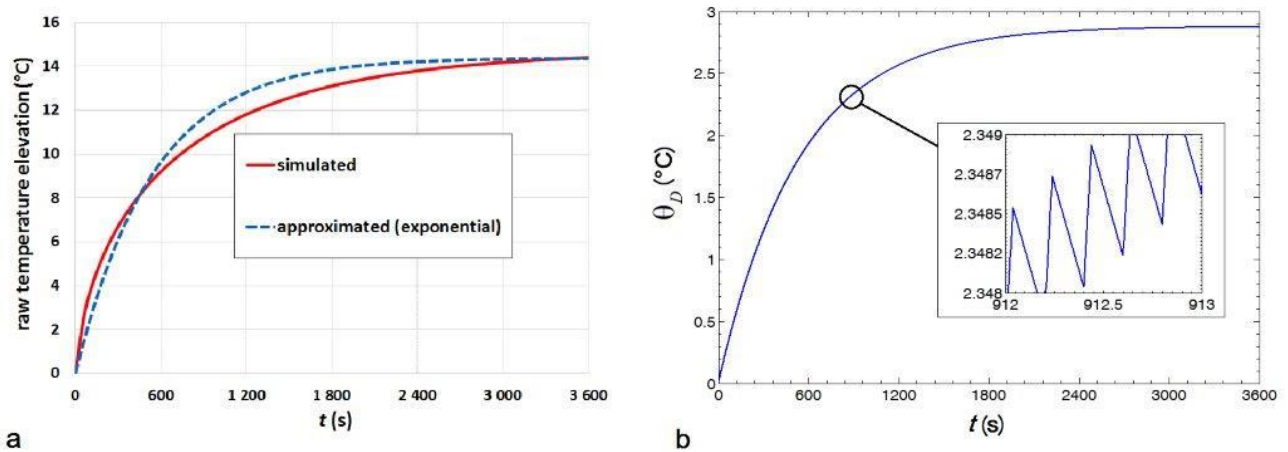 16
14
12
10
8
6
4
2
0
raw temperature elevation (°C)
simulated
approximated (exponential)
0 600 1 200 1 800 2 400 3 000 3 600
t (s)
a
3
2.5
2
1.5
1
0.5
0
θD (°C)
2.349
2.3487
2.3485
2.3482
2.348
912 912.5 913
0 600 1200 1800 2400 3000 3600
t (s)
b